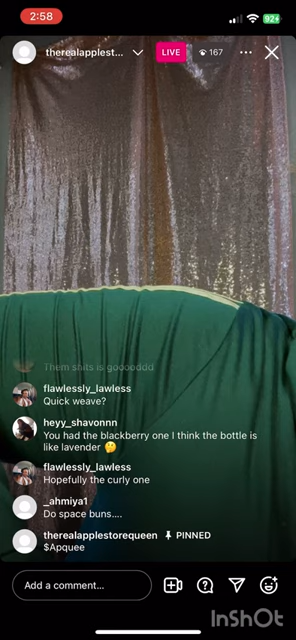 2:58
92
therealapplest...
LIVE
167
Them shits is gooooddd
flawlessly_lawless
Quick weave?
heyy_shavonnn
You had the blackberry one I think the bottle is
like lavender 🤔
flawlessly_lawless
Hopefully the curly one
_ahmiya1
Do space buns....
therealapplestorequeen PINNED
$Apquee
Add a comment...
InShOt